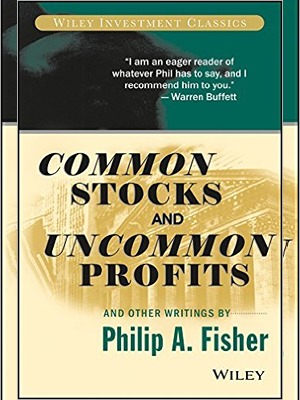 WILEY INVESTMENT CLASSICS
"I am an eager reader of
whatever Phil has to say, and I
recommend him to you."
— Warren Buffett
COMMON
STOCKS
AND
UNCOMMON
PROFITS
AND OTHER WRITINGS BY
Philip A. Fisher
WILEY